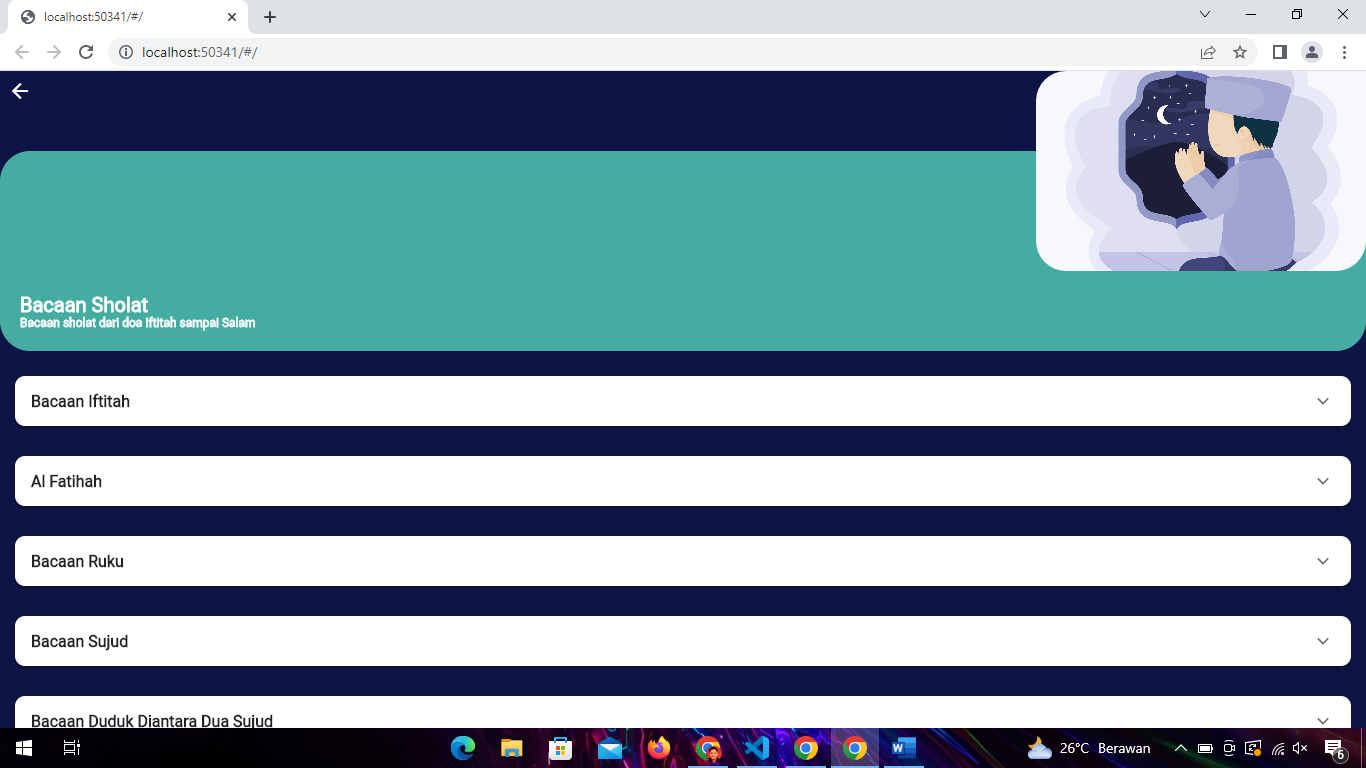 localhost:50341/#/
localhost:50341/#/
Bacaan Sholat
Bacaan sholat dari doa Iftitah sampai Salam
Bacaan Iftitah
Al Fatihah
Bacaan Ruku
Bacaan Sujud
Bacaan Duduk Diantara Dua Sujud
26°C Berawan
6